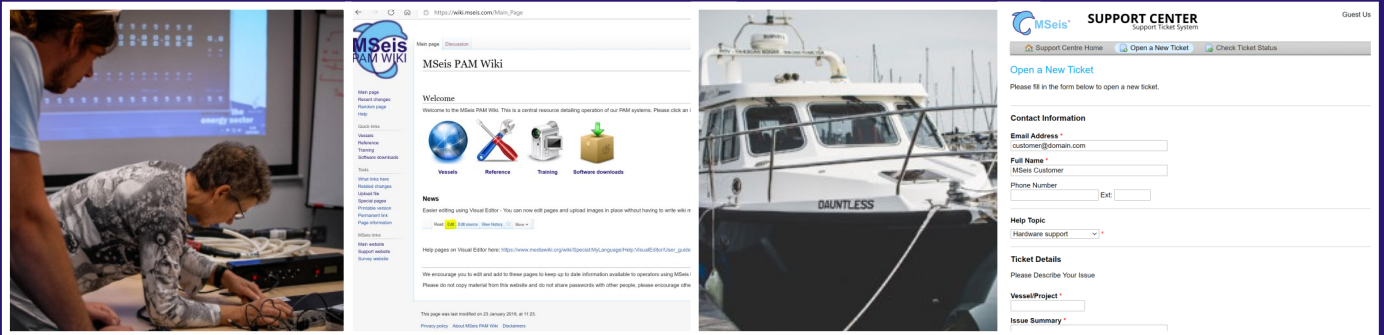 energy sector
https://wiki.mseis.com/Main_Page
MSeis
PAM WIKI
Main page
Recent changes
Random page
Help
Quick links
Vessels
Reference
Training
Software downloads
Tools
What links here
Related changes
Upload file
Special pages
Printable version
Permanent link
Page information
MSeis links
Main website
Support website
Survey website
Main page Discussion
MSeis PAM Wiki
Welcome
Welcome to the MSeis PAM Wiki. This is a central resource detailing operation of our PAM systems. Please click an i
Vessels Reference Training Software downloads
News
Easier editing using Visual Editor - You can now edit pages and upload images in place without having to write wiki m
Read Edit Edit source View history More
Help pages on Visual Editor here: https://www.mediawiki.org/wiki/Special:MyLanguage/Help:VisualEditor/User_guide
We encourage you to edit and add to these pages to keep up to date information available to operators using MSeis
Please do not copy material from this website and do not share passwords with other people, please encourage othe
This page was last modified on 23 January 2019, at 11:23.
Privacy policy About MSeis PAM Wiki Disclaimers
DAUNTLESS
MSeis
SUPPORT CENTER
Support Ticket System
Guest Us
Support Centre Home Open a New Ticket Check Ticket Status
Open a New Ticket
Please fill in the form below to open a new ticket.
Contact Information
Email Address *
customer@domain.com
Full Name *
MSeis Customer
Phone Number
Ext:
Help Topic
Hardware support *
Ticket Details
Please Describe Your Issue
Vessel/Project *
Issue Summary *